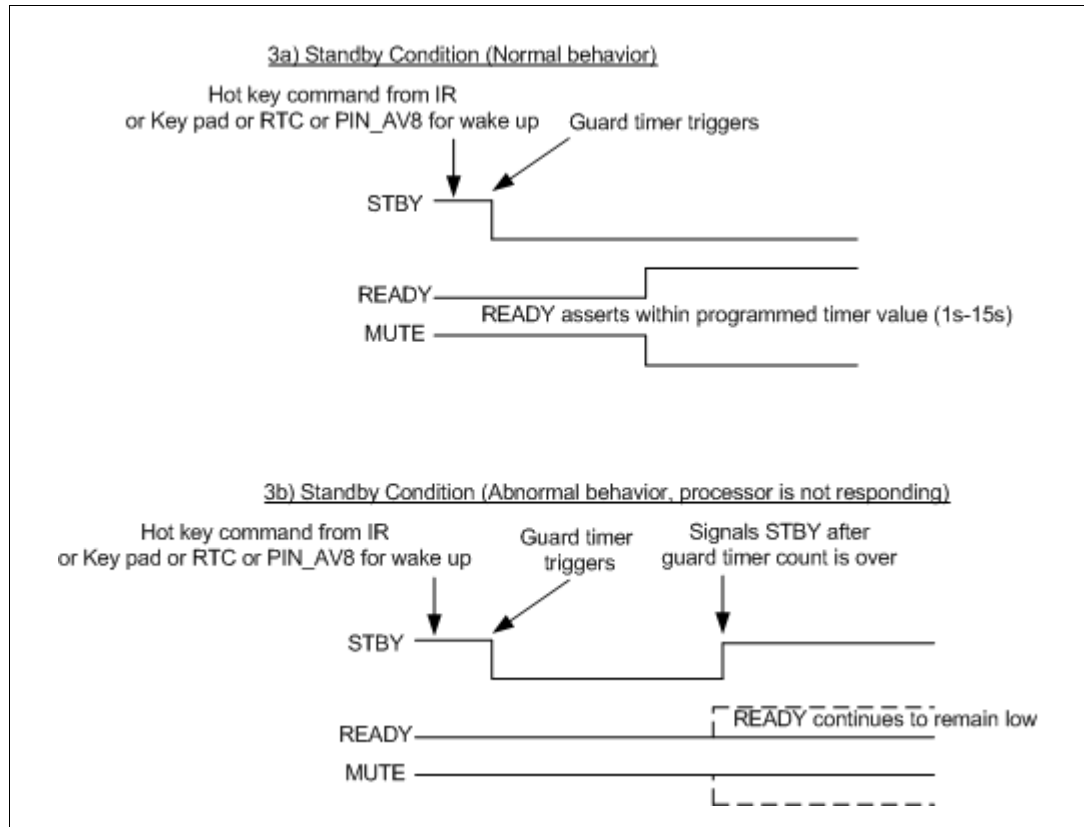 3a) Standby Condition (Normal behavior)
Hot key command from IR
or Key pad or RTC or PIN_AV8 for wake up
Guard timer triggers
STBY
READY
READY asserts within programmed timer value (1s-15s)
MUTE
3b) Standby Condition (Abnormal behavior, processor is not responding)
Hot key command from IR
or Key pad or RTC or PIN_AV8 for wake up
Guard timer
triggers
Signals STBY after
guard timer count is over
STBY
READY
READY continues to remain low
MUTE